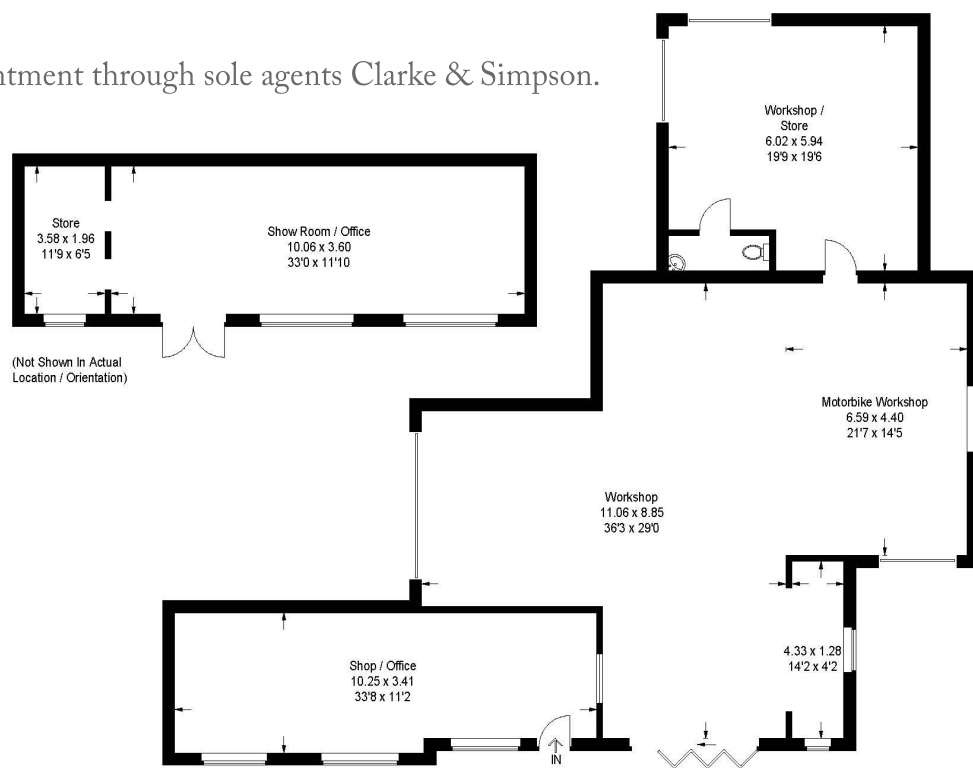 ntment through sole agents Clarke & Simpson.
Workshop /
Store
6.02 x 5.94
19'9 x 19'6
Store
3.58 x 1.96
11'9 x 6'5
Show Room / Office
10.06 x 3.60
33'0 x 11'10
(Not Shown In Actual
Location / Orientation)
Motorbike Workshop
6.59 x 4.40
21'7 x 14'5
Workshop
11.06 x 8.85
36'3 x 29'0
4.33 x 1.28
14'2 x 4'2
Shop / Office
10.25 x 3.41
33'8 x 11'2
IN